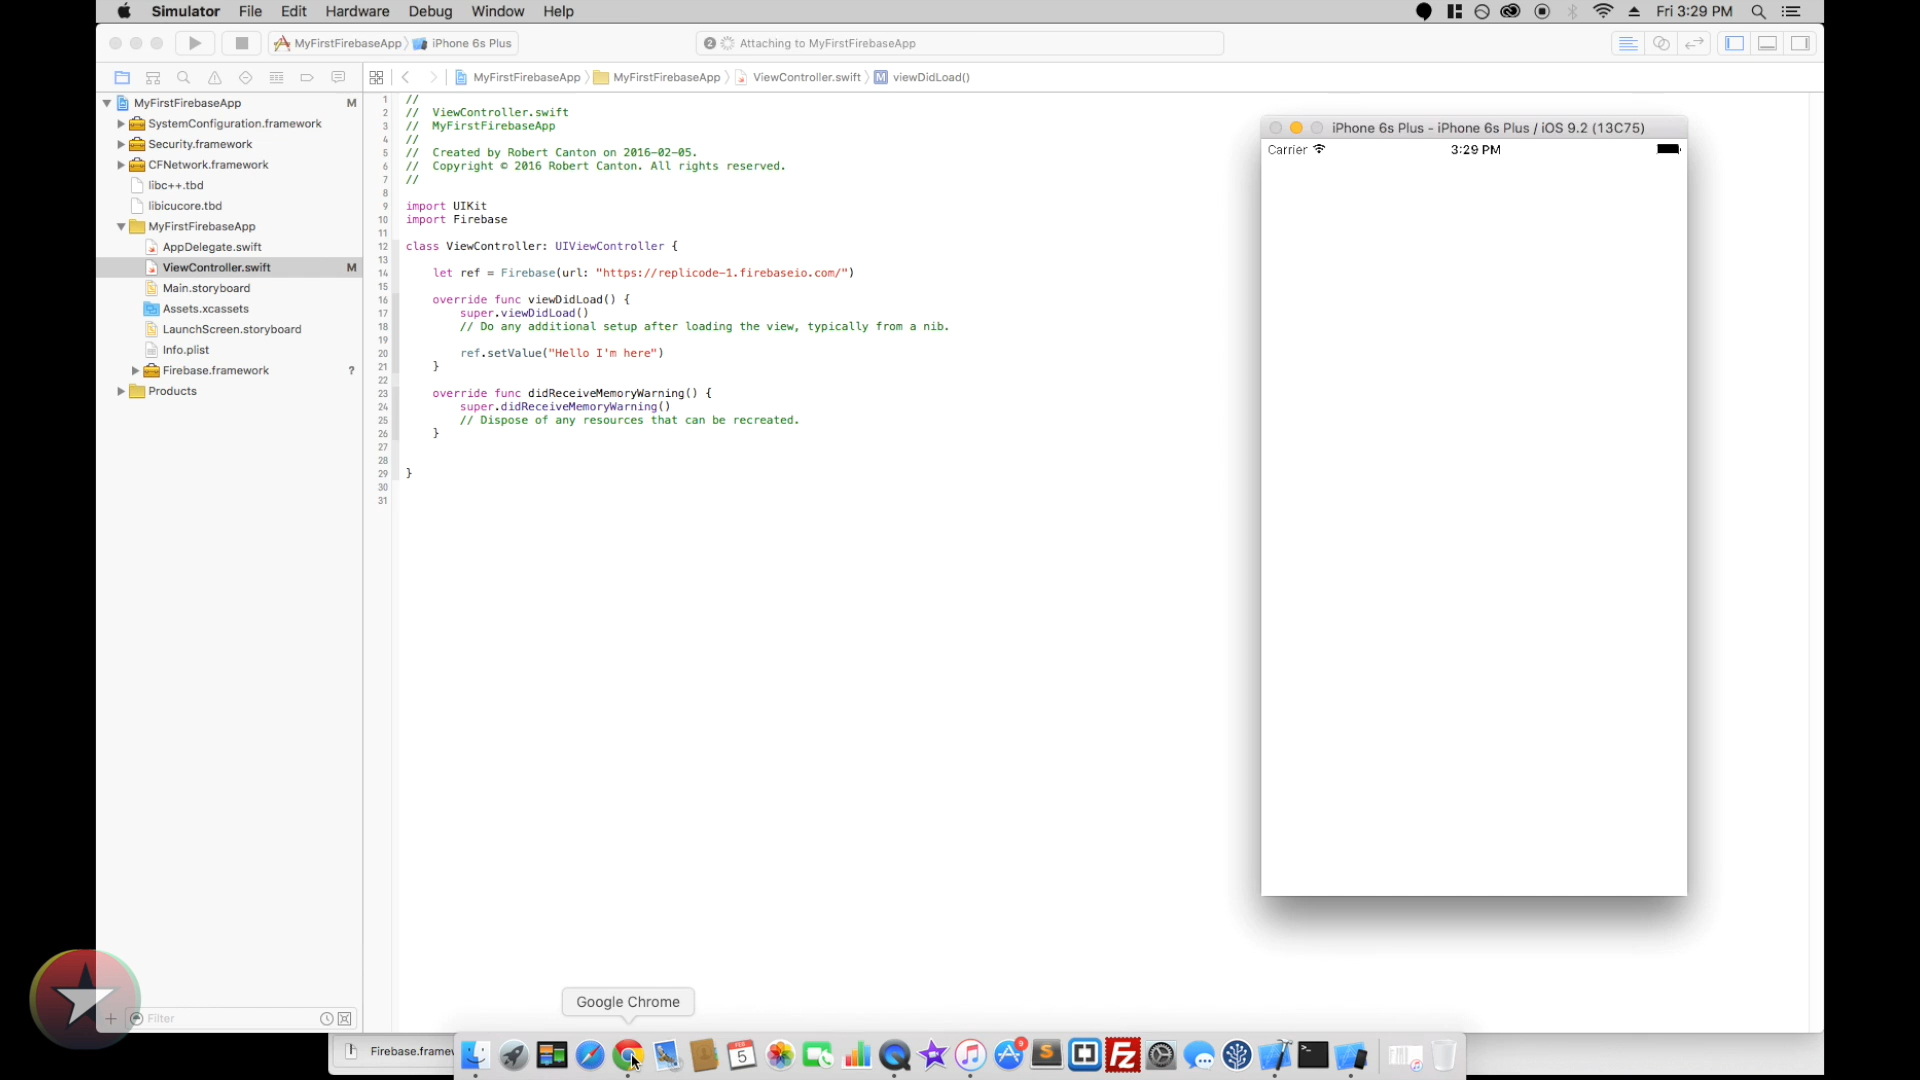 Simulator File Edit Hardware Debug Window Help
Fri 3:29 PM
MyFirstFirebaseApp iPhone 6s Plus
2 Attaching to MyFirstFirebaseApp
MyFirstFirebaseApp MyFirstFirebaseApp ViewController.swift M viewDidLoad()
MyFirstFirebaseApp M
SystemConfiguration.framework
Security.framework
CFNetwork.framework
libc++.tbd
libicucore.tbd
MyFirstFirebaseApp
AppDelegate.swift
ViewController.swift M
Main.storyboard
Assets.xcassets
LaunchScreen.storyboard
Info.plist
Firebase.framework ?
Products
Filter
1 //
2 // ViewController.swift
3 // MyFirstFirebaseApp
4 //
5 // Created by Robert Canton on 2016-02-05.
6 // Copyright © 2016 Robert Canton. All rights reserved.
7 //
8
9 import UIKit
10 import Firebase
11
12 class ViewController: UIViewController {
13
14 let ref = Firebase(url: "https://replicode-1.firebaseio.com/")
15
16 override func viewDidLoad() {
17 super.viewDidLoad()
18 // Do any additional setup after loading the view, typically from a nib.
19
20 ref.setValue("Hello I'm here")
21 }
22
23 override func didReceiveMemoryWarning() {
24 super.didReceiveMemoryWarning()
25 // Dispose of any resources that can be recreated.
26 }
27
28
29 }
30
31
iPhone 6s Plus - iPhone 6s Plus / iOS 9.2 (13C75)
Carrier 3:29 PM
Google Chrome
Firebase.framew
FEB
5
9
S
FZ